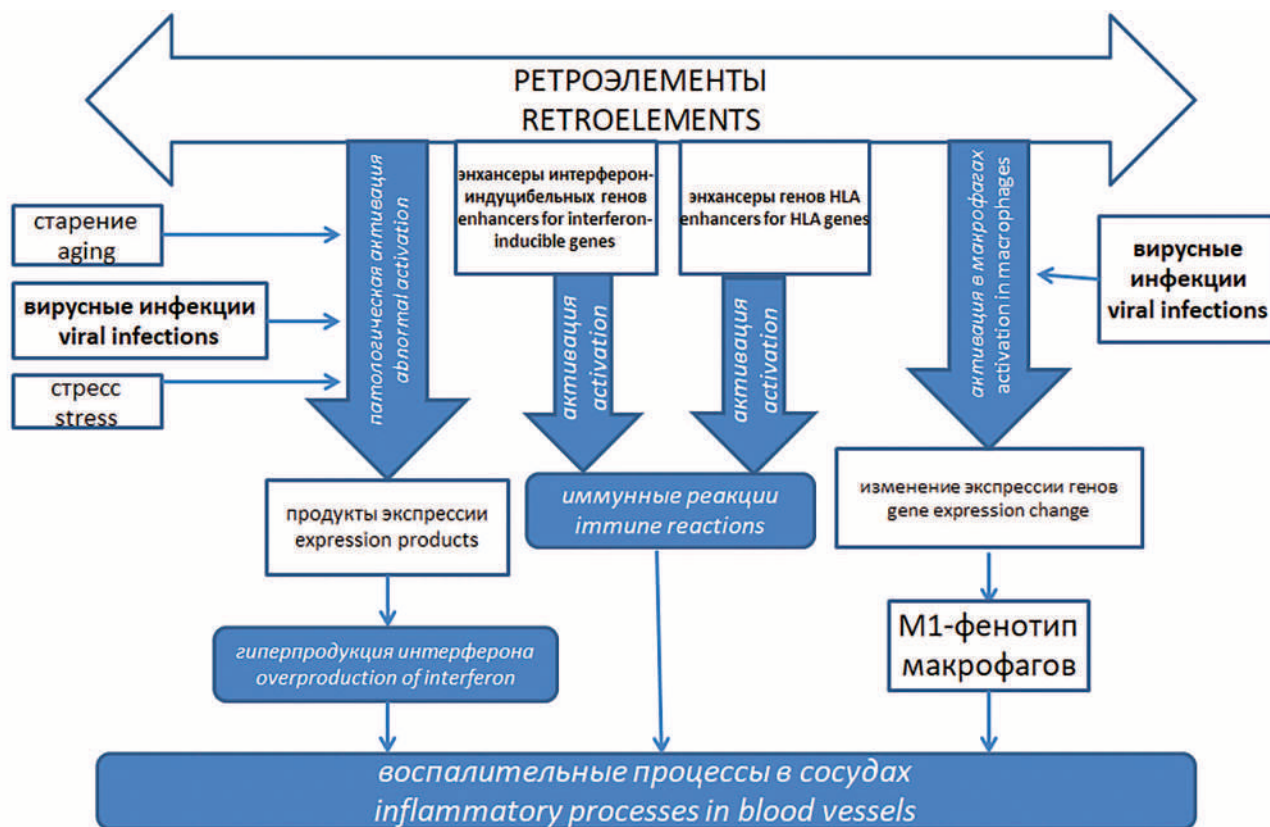 РЕТРОЭЛЕМЕНТЫ
RETROELEMENTS
старение
aging
вирусные инфекции
viral infections
стресс
stress
патологическая активация
abnormal activation
энхансеры интерферон-
индуцибельных генов
enhancers for interferon-
inducible genes
энхансеры генов HLA
enhancers for HLA genes
активация
activation
активация
activation
активация в макрофагах
activation in macrophages
вирусные
инфекции
viral infections
продукты экспрессии
expression products
иммунные реакции
immune reactions
изменение экспрессии генов
gene expression change
гиперпродукция интерферона
overproduction of interferon
М1-фенотип
макрофагов
воспалительные процессы в сосудах
inflammatory processes in blood vessels